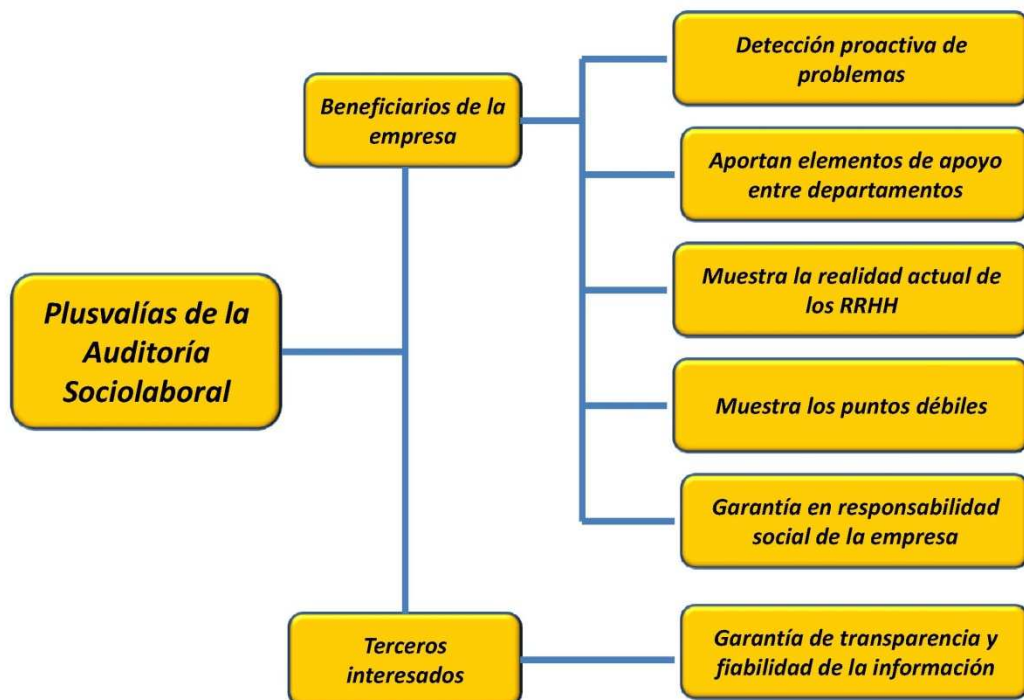 Plusvalías de la
Auditoría
Sociolaboral
Beneficiarios de la
empresa
Detección proactiva de
problemas
Aportan elementos de apoyo
entre departamentos
Muestra la realidad actual de
los RRHH
Muestra los puntos débiles
Garantía en responsabilidad
social de la empresa
Terceros
interesados
Garantía de transparencia y
fiabilidad de la información